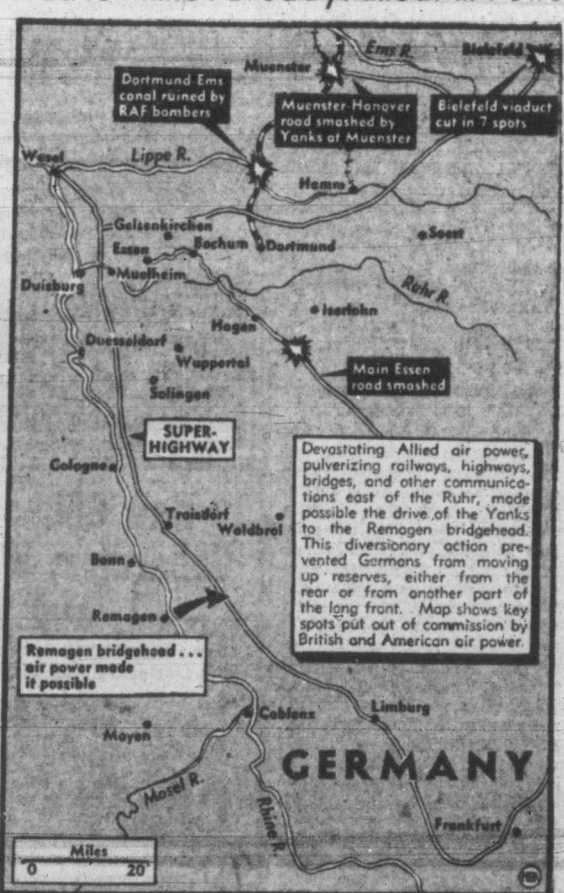 Ems R.
Bielefeld
Muenster
Dortmund Ems
canal ruined by
RAF bombers
Muenster-Hanover
road smashed by
Yanks at Muenster
Bielefeld viaduct
cut in 7 spots
Wesel
Lippe R.
Hamm
Gelsenkirchen
Soest
Essen
Bochum
Dortmund
Muelheim
Duisburg
Ruhr R.
Iserlohn
Hagen
Duesseldorf
Wuppertal
Main Essen
road smashed
Solingen
SUPER-
HIGHWAY
Cologne
Devastating Allied air power,
pulverizing railways, highways,
bridges, and other communica-
tions east of the Ruhr, made
possible the drive of the Yanks
to the Remagen bridgehead.
This diversionary action pre-
vented Germans from moving
up reserves, either from the
rear or from another part of
the long front. Map shows key
spots put out of commission by
British and American air power.
Troisdorf
Waldbrol
Bonn
Remagen
Remagen bridgehead ...
air power made
it possible
Coblenz
Limburg
Mayen
GERMANY
Mosel R.
Rhine R.
Frankfurt
Miles
0 20